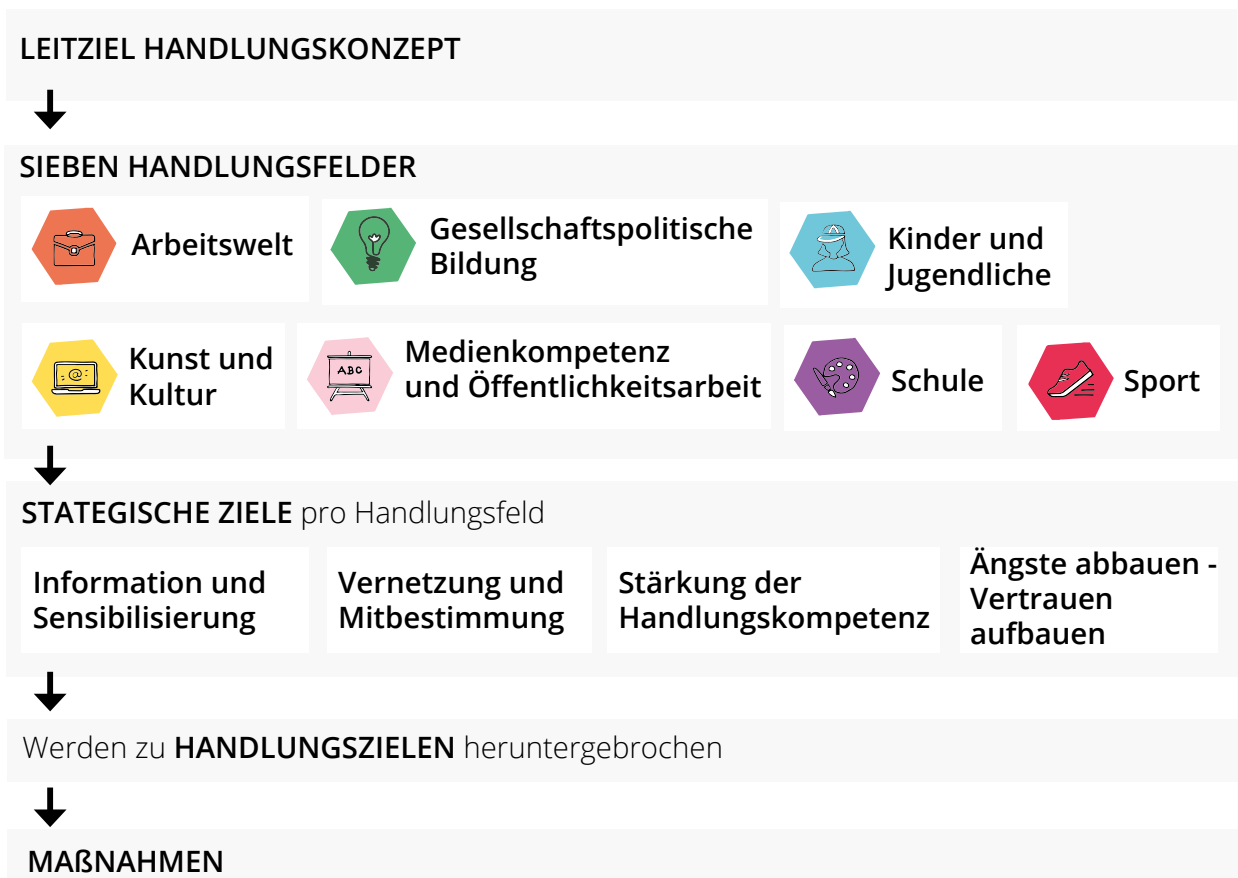 LEITZIEL HANDLUNGSKONZEPT
SIEBEN HANDLUNGSFELDER
Arbeitswelt
Gesellschaftspolitische
Bildung
Kinder und
Jugendliche
@
Kunst und
Kultur
ABC
Medienkompetenz
und Öffentlichkeitsarbeit
Schule
Sport
STATEGISCHE ZIELE pro Handlungsfeld
Information und
Sensibilisierung
Vernetzung und
Mitbestimmung
Stärkung der
Handlungskompetenz
Ängste abbauen -
Vertrauen
aufbauen
Werden zu HANDLUNGSZIELEN heruntergebrochen
MAßNAHMEN